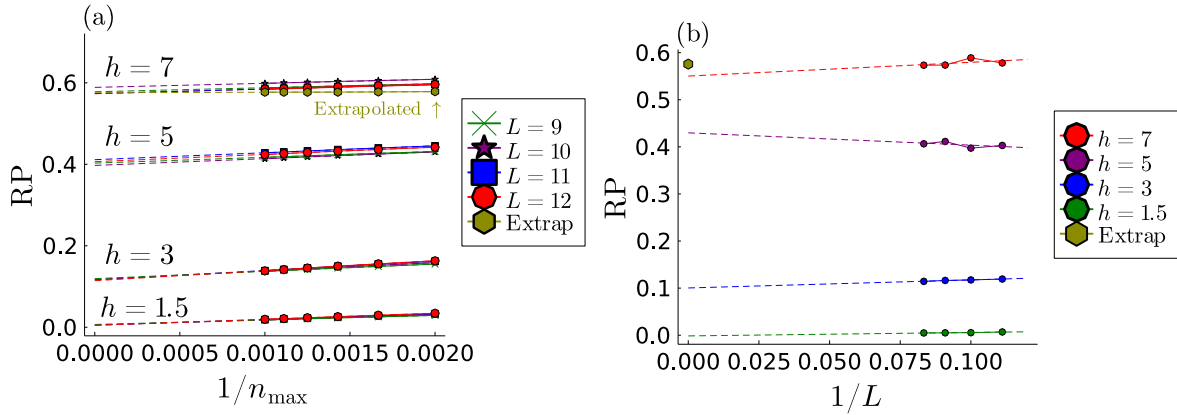 (a)
RP
0.6
0.4
0.2
0.0
h = 7
h = 5
h = 3
h = 1.5
Extrapolated ↑
0.0000 0.0005 0.0010 0.0015 0.0020
1/n_max
L = 9
L = 10
L = 11
L = 12
Extrap
(b)
RP
0.6
0.5
0.4
0.3
0.2
0.1
0.0
0.000 0.025 0.050 0.075 0.100
1/L
h = 7
h = 5
h = 3
h = 1.5
Extrap